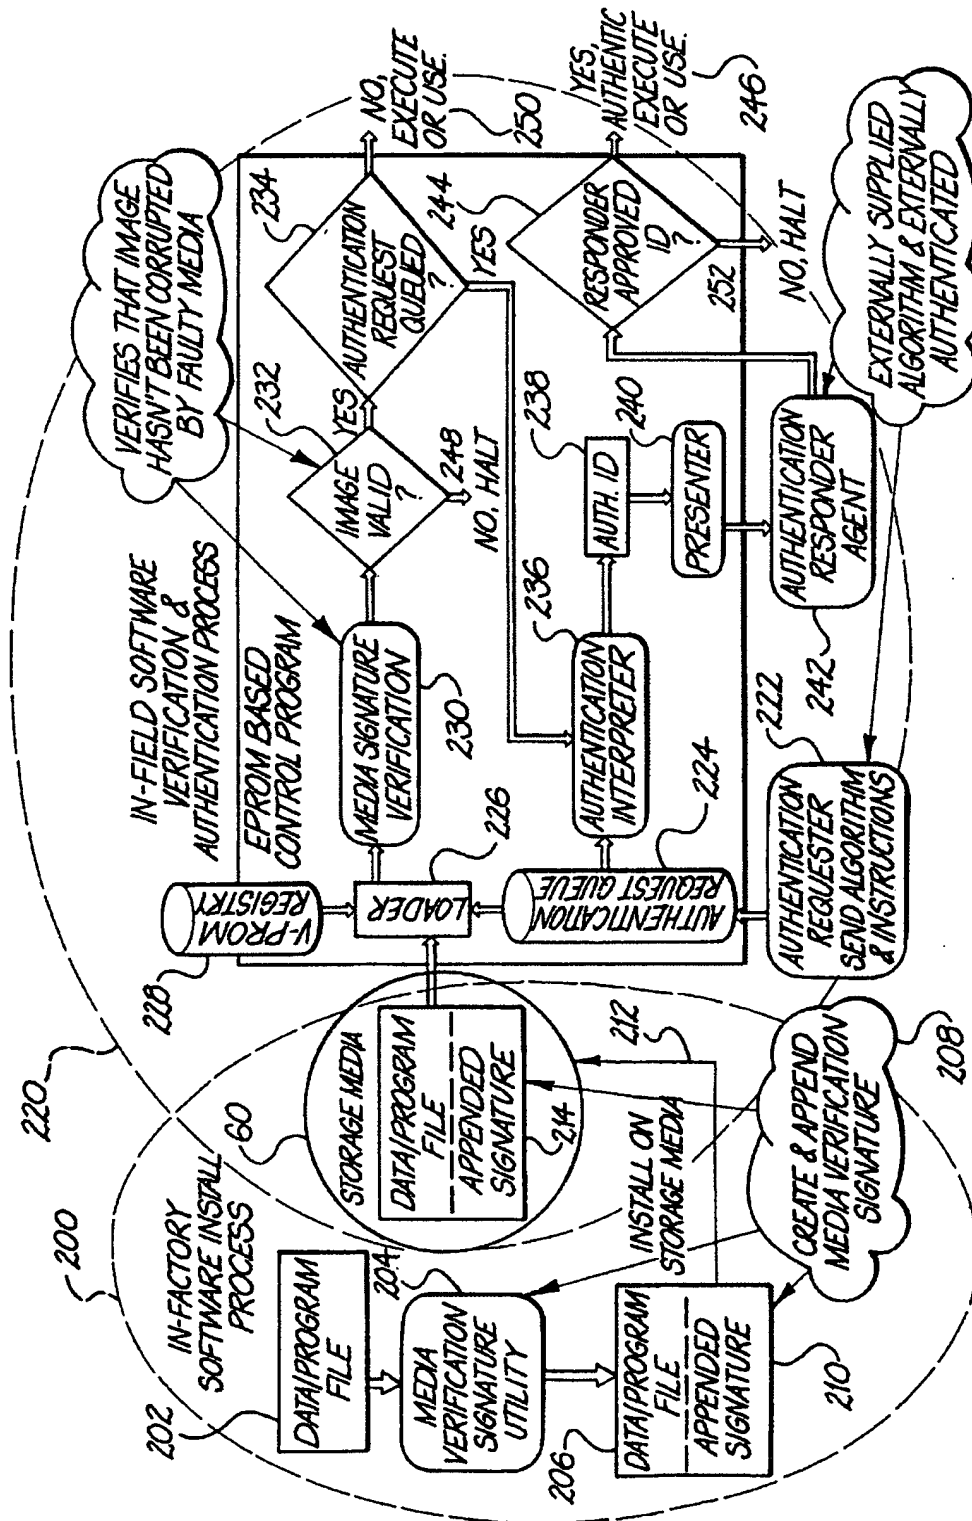 200
IN-FACTORY
SOFTWARE INSTALL
PROCESS
202
DATA/PROGRAM
FILE
204
MEDIA
VERIFICATION
SIGNATURE
UTILITY
206
DATA/PROGRAM
FILE
APPENDED
SIGNATURE
210
INSTALL ON
STORAGE MEDIA
212
CREATE & APPEND
MEDIA VERIFICATION
SIGNATURE
208
60
STORAGE MEDIA
DATA/PROGRAM
FILE
APPENDED
SIGNATURE
214
220
IN-FIELD SOFTWARE
VERIFICATION &
AUTHENTICATION PROCESS
228
V-PROM
REGISTRY
EPROM BASED
CONTROL PROGRAM
LOADER
226
AUTHENTICATION
REQUEST QUEUE
224
AUTHENTICATION
REQUESTER
SEND ALGORITHM
& INSTRUCTIONS
222
MEDIA SIGNATURE
VERIFICATION
230
VERIFIES THAT IMAGE
HASN'T BEEN CORRUPTED
BY FAULTY MEDIA
IMAGE
VALID
?
232
YES
248
NO, HALT
AUTHENTICATION
REQUEST
QUEUED
?
234
NO,
EXECUTE
OR USE.
250
YES
AUTHENTICATION
INTERPRETER
236
AUTH. ID
238
PRESENTER
240
AUTHENTICATION
RESPONDER
AGENT
242
RESPONDER
APPROVED
ID
?
244
YES,
AUTHENTIC
EXECUTE
OR USE.
246
252
NO, HALT
EXTERNALLY SUPPLIED
ALGORITHM & EXTERNALLY
AUTHENTICATED